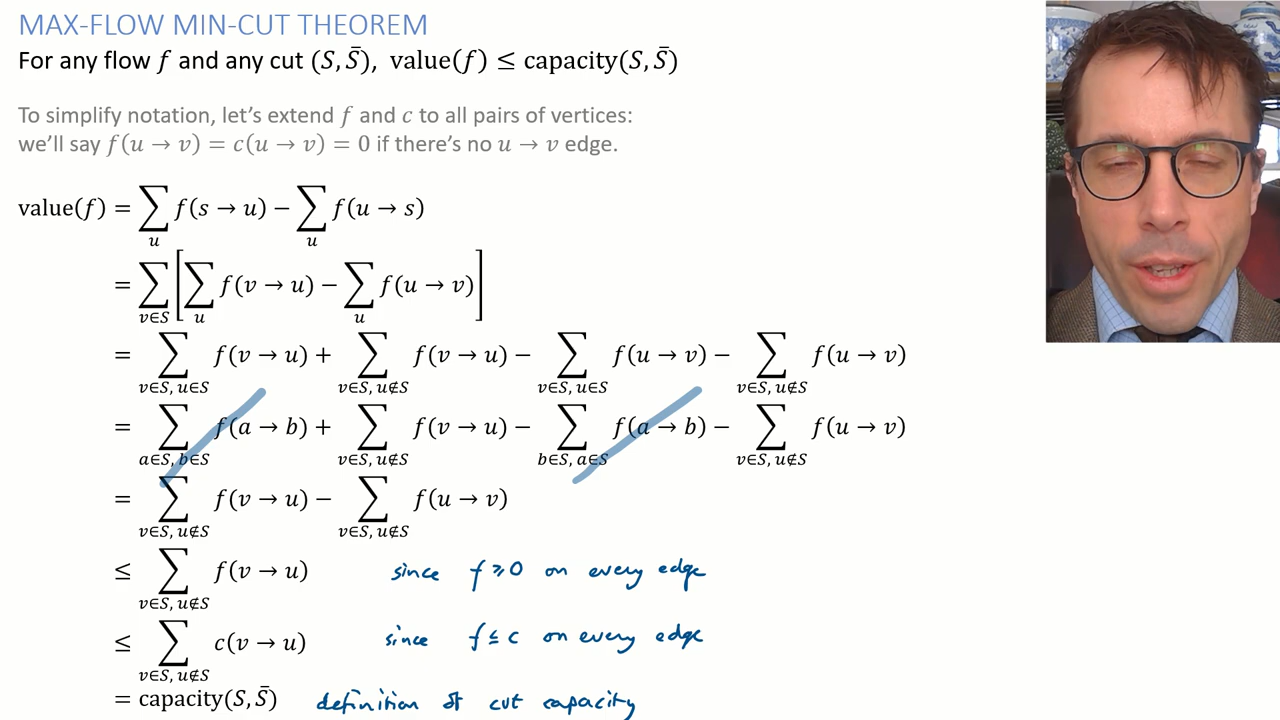 MAX-FLOW MIN-CUT THEOREM
For any flow f and any cut (S, S̄), value(f) ≤ capacity(S, S̄)
To simplify notation, let's extend f and c to all pairs of vertices:
we'll say f(u → v) = c(u → v) = 0 if there's no u → v edge.
value(f) = ∑_u f(s → u) − ∑_u f(u → s)
= ∑_{v∈S} [ ∑_u f(v → u) − ∑_u f(u → v) ]
= ∑_{v∈S, u∈S} f(v → u) + ∑_{v∈S, u∉S} f(v → u) − ∑_{v∈S, u∈S} f(u → v) − ∑_{v∈S, u∉S} f(u → v)
= ∑_{a∈S, b∈S} f(a → b) + ∑_{v∈S, u∉S} f(v → u) − ∑_{b∈S, a∈S} f(a → b) − ∑_{v∈S, u∉S} f(u → v)
= ∑_{v∈S, u∉S} f(v → u) − ∑_{v∈S, u∉S} f(u → v)
≤ ∑_{v∈S, u∉S} f(v → u) since f ≥ 0 on every edge
≤ ∑_{v∈S, u∉S} c(v → u) since f ≤ c on every edge
= capacity(S, S̄) definition of cut capacity